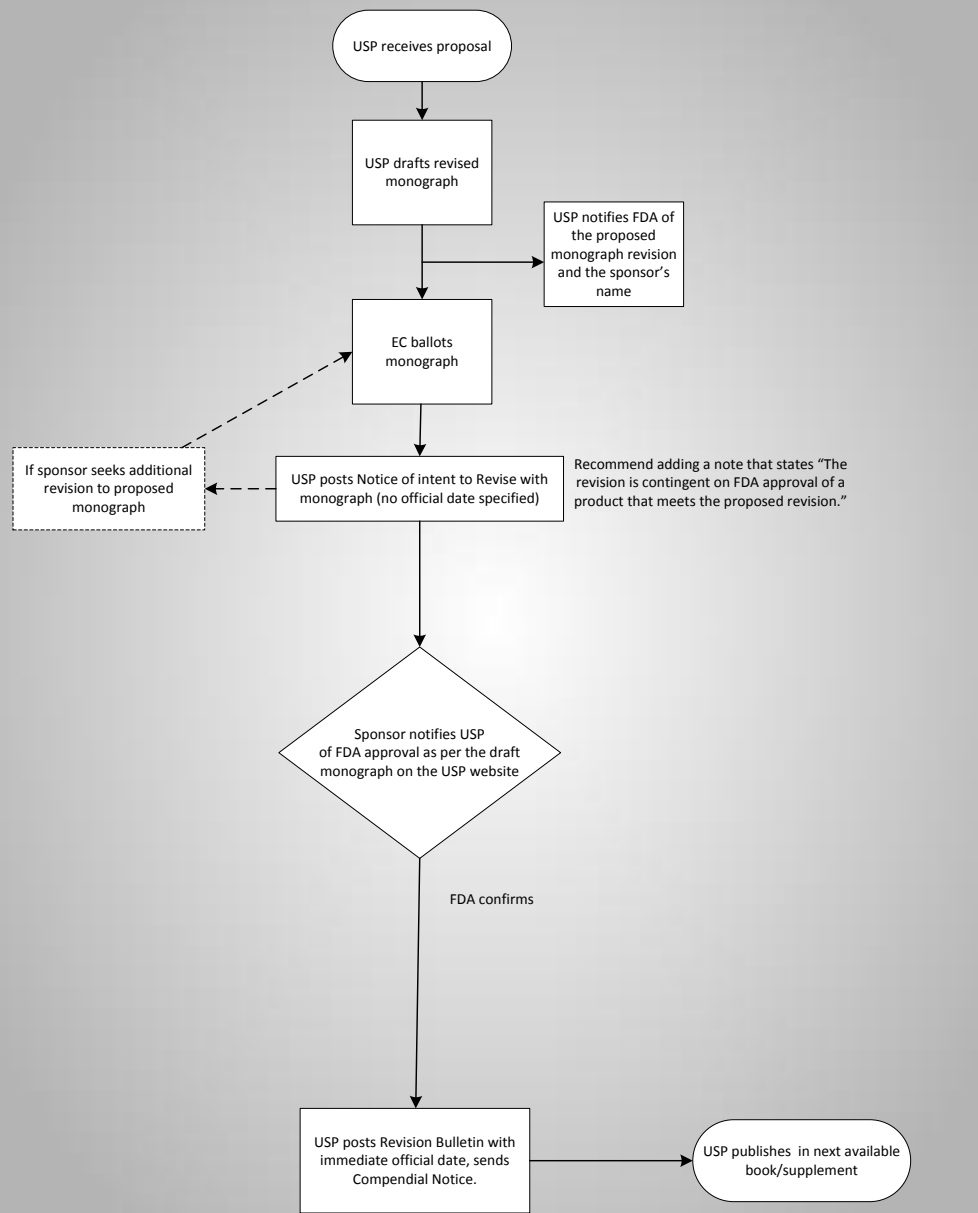 USP receives proposal
USP drafts revised
monograph
USP notifies FDA of
the proposed
monograph revision
and the sponsor's
name
EC ballots
monograph
If sponsor seeks additional
revision to proposed
monograph
USP posts Notice of intent to Revise with
monograph (no official date specified)
Recommend adding a note that states “The
revision is contingent on FDA approval of a
product that meets the proposed revision.”
Sponsor notifies USP
of FDA approval as per the draft
monograph on the USP website
FDA confirms
USP posts Revision Bulletin with
immediate official date, sends
Compendial Notice.
USP publishes in next available
book/supplement